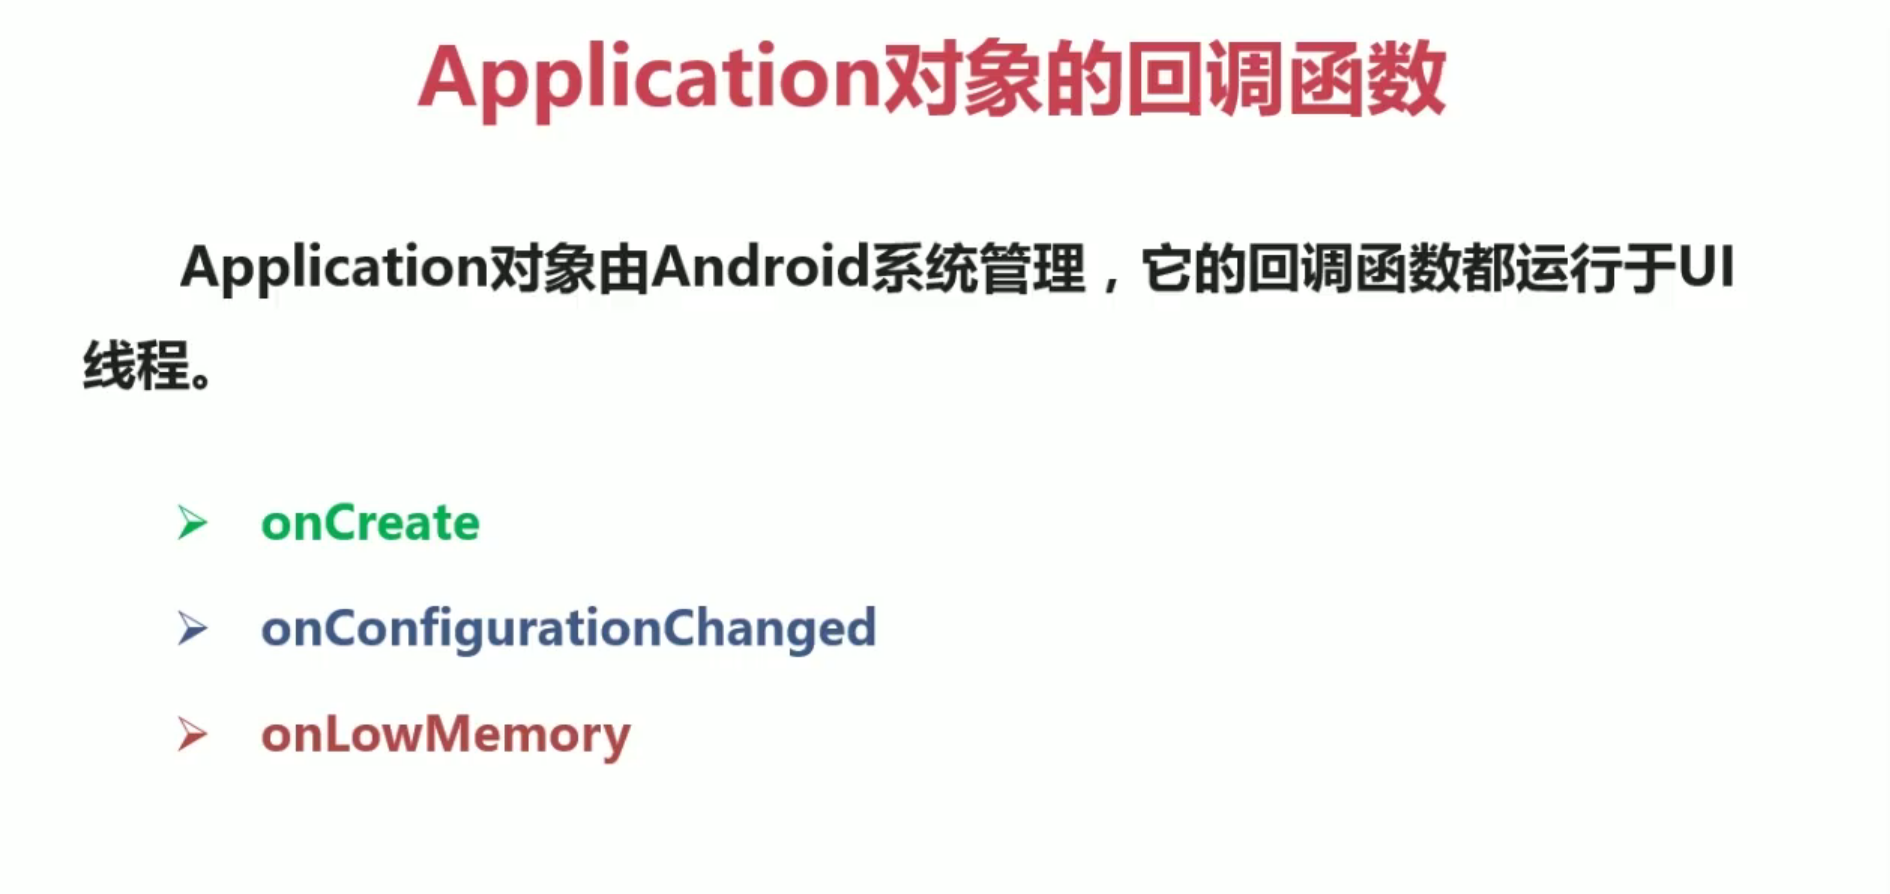 Application对象的回调函数
Application对象由Android系统管理，它的回调函数都运行于UI
线程。
onCreate
onConfigurationChanged
onLowMemory